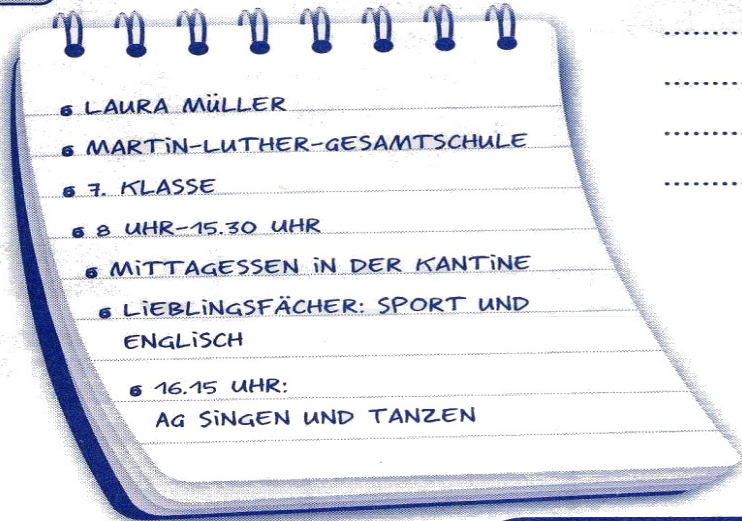 LAURA MÜLLER
MARTIN-LUTHER-GESAMTSCHULE
7. KLASSE
8 UHR-15.30 UHR
MITTAGESSEN IN DER KANTINE
LIEBLINGSFÄCHER: SPORT UND
ENGLISCH
16.15 UHR:
AG SINGEN UND TANZEN